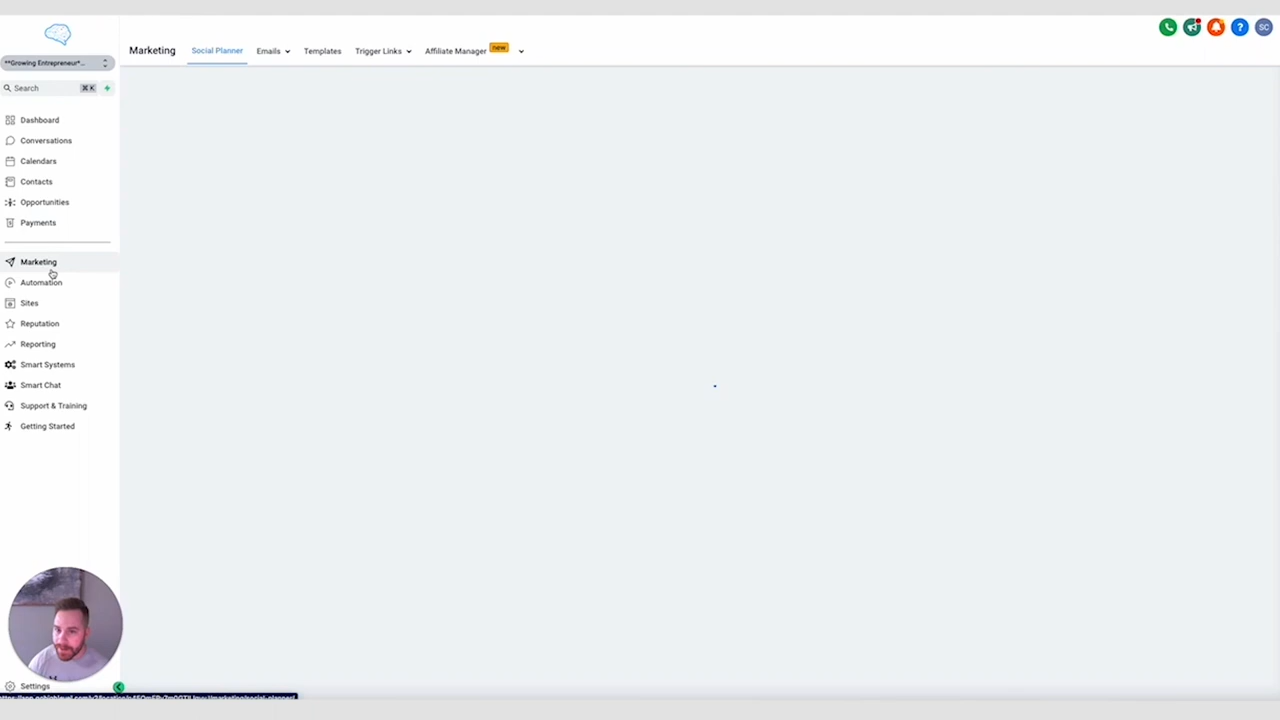 Marketing
Social Planner
Emails
Templates
Trigger Links
Affiliate Manager
new
SC
**Growing Entrepreneur*...
Search
⌘ K
Dashboard
Conversations
Calendars
Contacts
Opportunities
Payments
Marketing
Automation
Sites
Reputation
Reporting
Smart Systems
Smart Chat
Support & Training
Getting Started
Settings